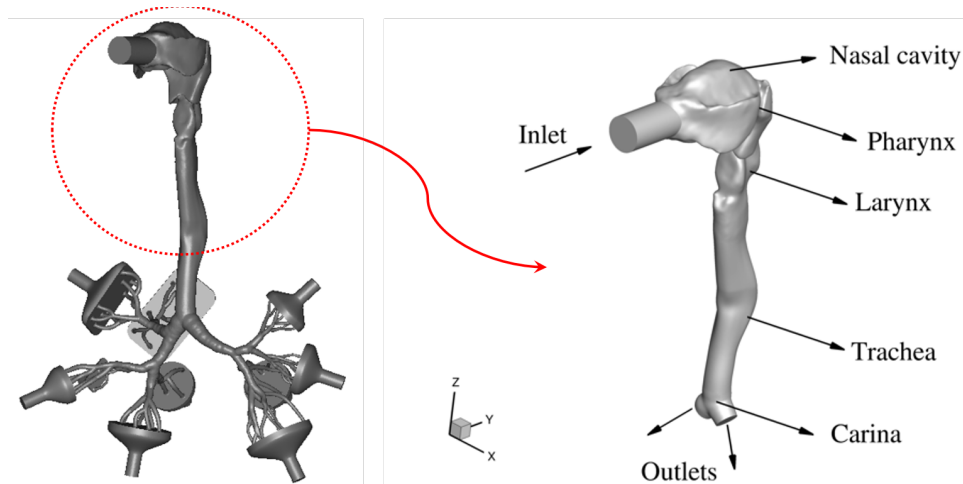 Nasal cavity
Inlet
Pharynx
Larynx
Trachea
Z
Y
X
Carina
Outlets